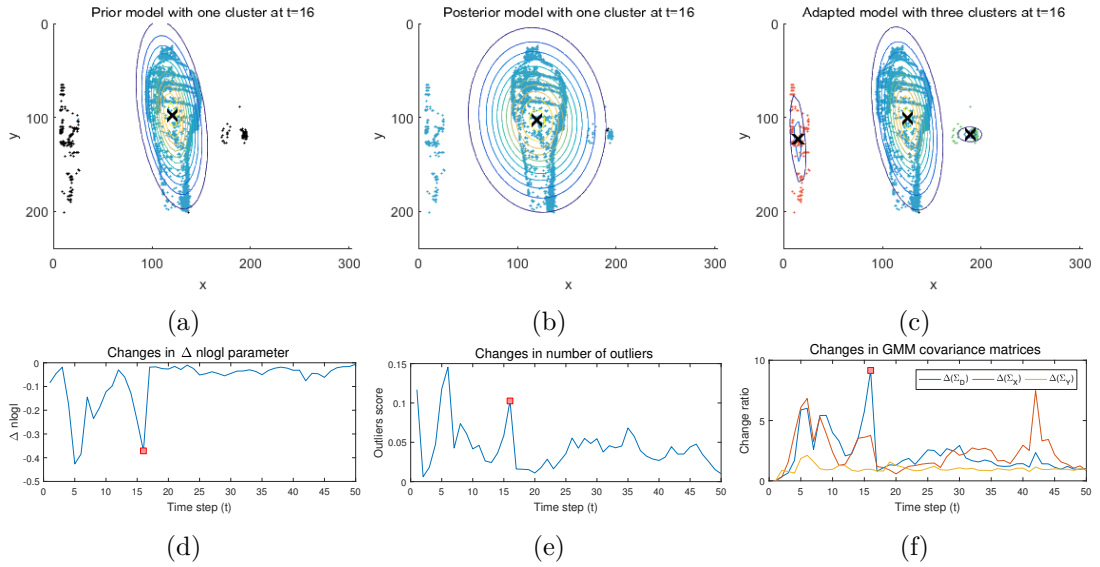 Prior model with one cluster at t=16
Posterior model with one cluster at t=16
Adapted model with three clusters at t=16
0
100
200
y
0
100
200
300
x
0
100
200
y
0
100
200
300
x
0
100
200
y
0
100
200
300
x
(a)
(b)
(c)
Changes in Δ nlogl parameter
0
-0.1
-0.2
-0.3
-0.4
-0.5
Δ nlogl
0
5
10
15
20
25
30
35
40
45
50
Time step (t)
Changes in number of outliers
0.15
0.1
0.05
0
Outliers score
0
5
10
15
20
25
30
35
40
45
50
Time step (t)
Changes in GMM covariance matrices
10
5
0
Change ratio
Δ(Σ_D)
Δ(Σ_X)
Δ(Σ_Y)
0
5
10
15
20
25
30
35
40
45
50
Time step (t)
(d)
(e)
(f)